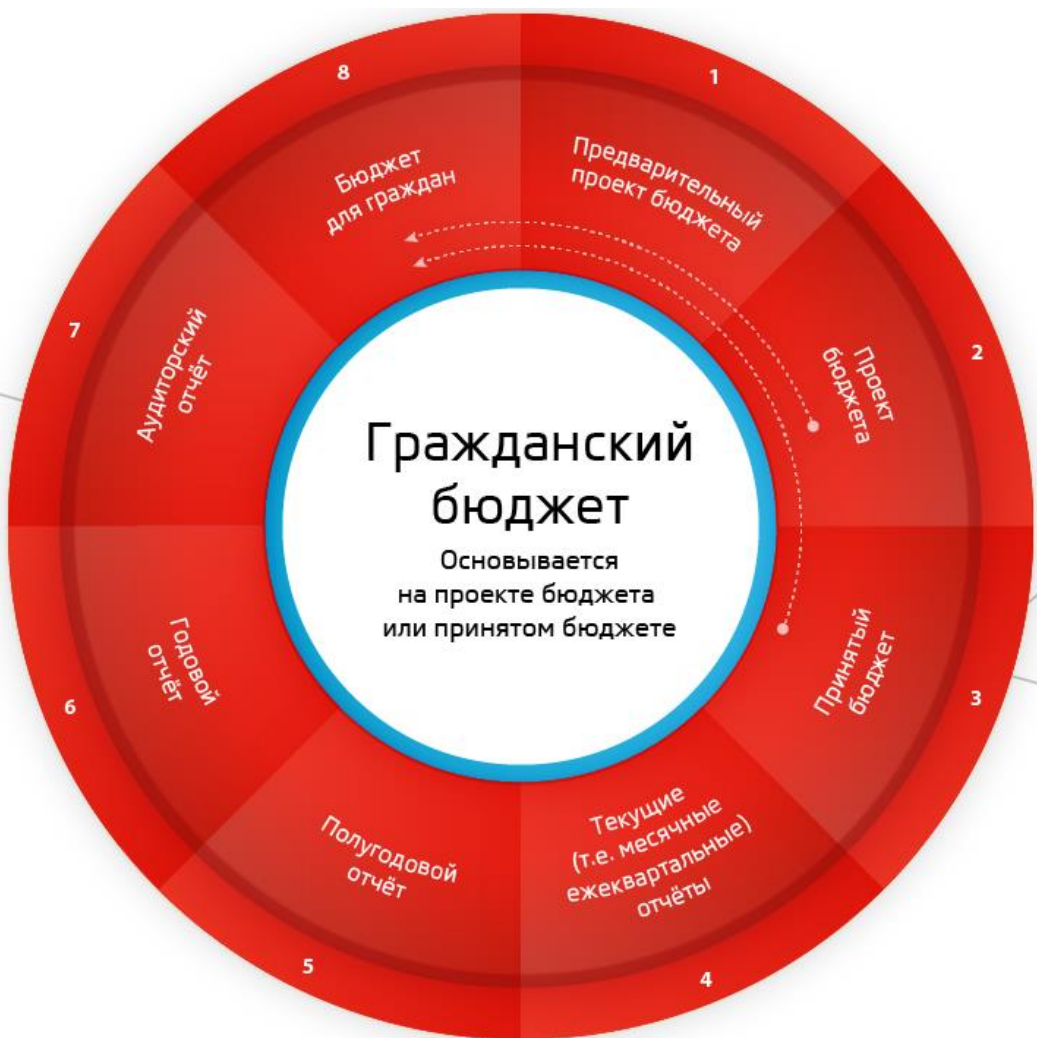 Гражданский
бюджет
Основывается
на проекте бюджета
или принятом бюджете
1
Предварительный
проект бюджета
2
Проект
бюджета
3
Принятый
бюджет
4
Текущие
(т.е. месячные
ежеквартальные)
отчёты
5
Полугодовой
отчёт
6
Годовой
отчёт
7
Аудиторский
отчёт
8
Бюджет
для граждан